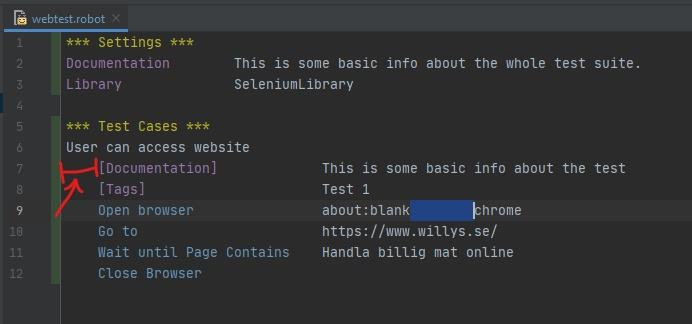 webtest.robot
1 *** Settings ***
2 Documentation This is some basic info about the whole test suite.
3 Library SeleniumLibrary
4
5 *** Test Cases ***
6 User can access website
7 [Documentation] This is some basic info about the test
8 [Tags] Test 1
9 Open browser about:blank chrome
10 Go to https://www.willys.se/
11 Wait until Page Contains Handla billig mat online
12 Close Browser